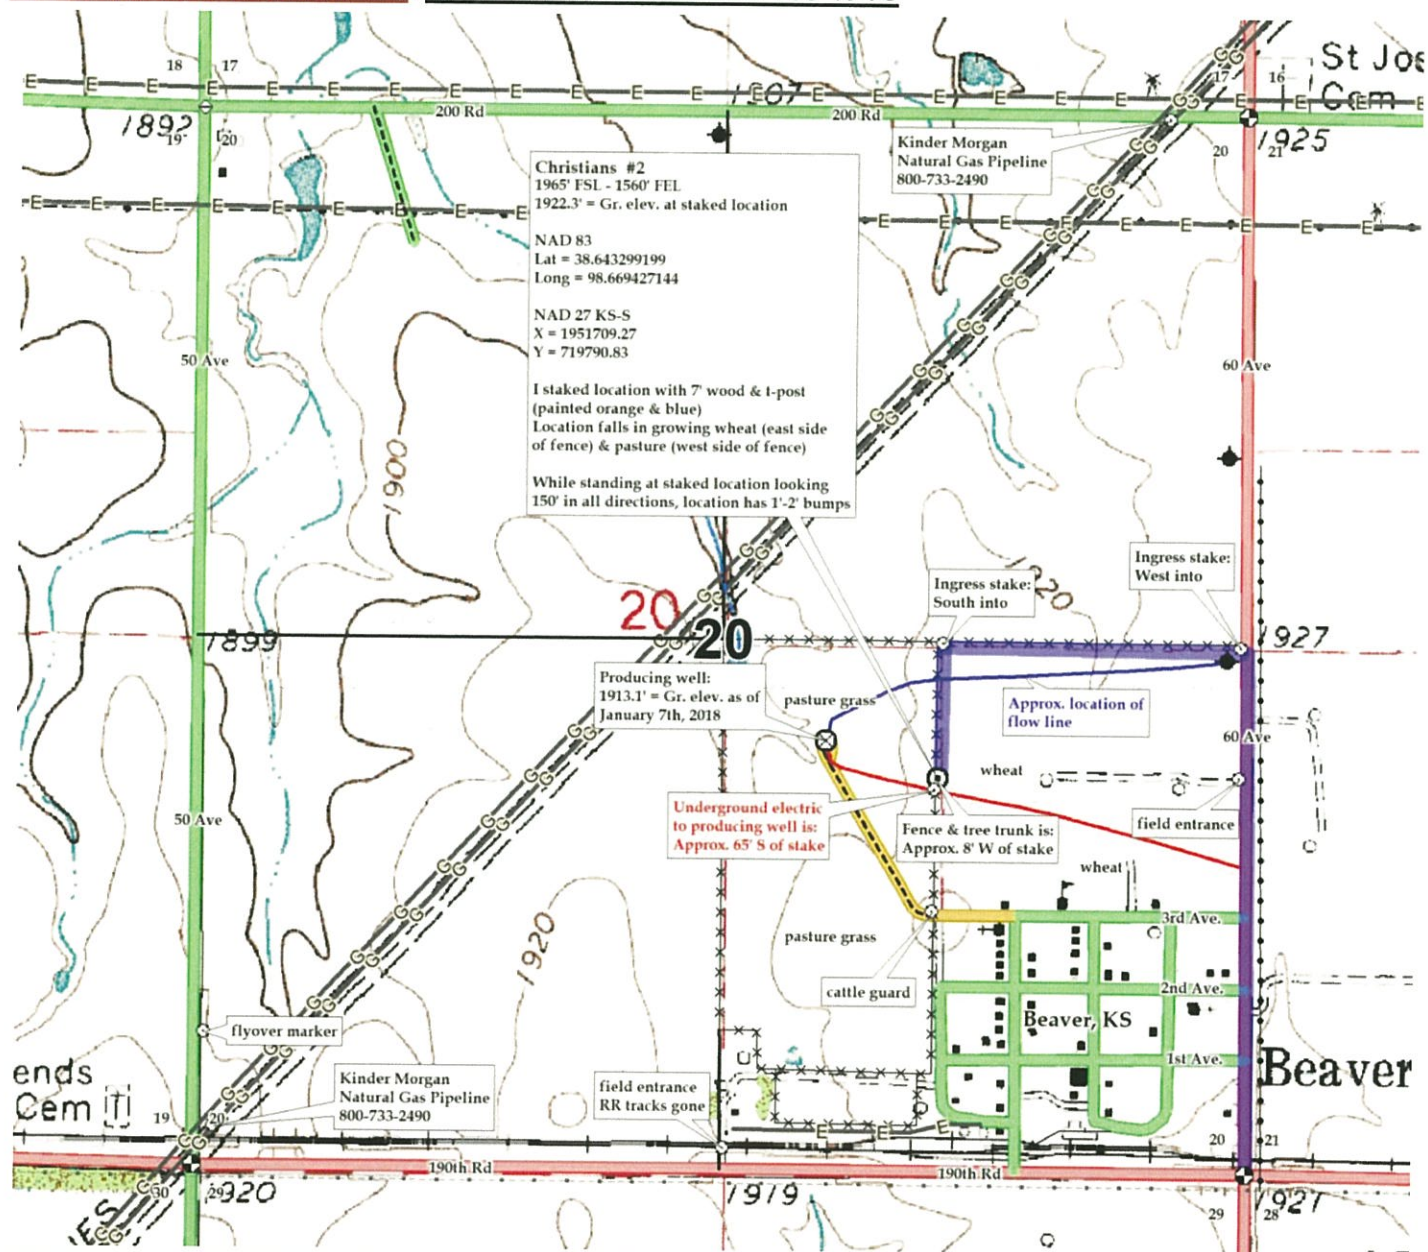 St Joe
Cem
18 17
17 16
1907
200 Rd
200 Rd
1892
19 20
1925
20 21
Kinder Morgan
Natural Gas Pipeline
800-733-2490
Christians #2
1965' FSL - 1560' FEL
1922.3' = Gr. elev. at staked location
NAD 83
Lat = 38.643299199
Long = 98.669427144
NAD 27 KS-S
X = 1951709.27
Y = 719790.83
I staked location with 7' wood & t-post
(painted orange & blue)
Location falls in growing wheat (east side
of fence) & pasture (west side of fence)
While standing at staked location looking
150' in all directions, location has 1'-2' bumps
50 Ave
60 Ave
1900
Ingress stake:
West into
Ingress stake:
South into
1920
20
20
1899
1927
Producing well:
1913.1' = Gr. elev. as of
January 7th, 2018
pasture grass
Approx. location of
flow line
60 Ave
wheat
50 Ave
Underground electric
to producing well is:
Approx. 65' S of stake
Fence & tree trunk is:
Approx. 8' W of stake
field entrance
wheat
3rd Ave.
1920
pasture grass
cattle guard
2nd Ave.
Beaver, KS
flyover marker
1st Ave.
Beaver
ends
Cem
Kinder Morgan
Natural Gas Pipeline
800-733-2490
field entrance
RR tracks gone
19 20
20 21
190th Rd
190th Rd
30 29
1920
1919
1921
29 28